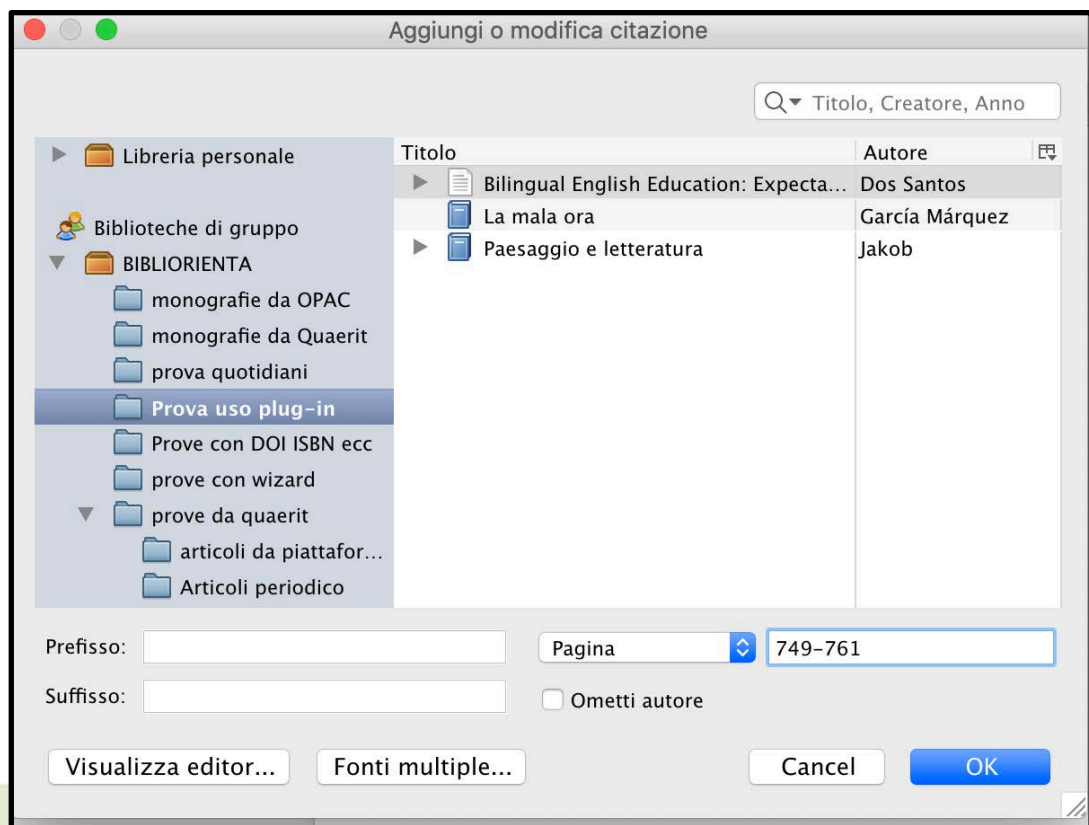 Aggiungi o modifica citazione
Titolo, Creatore, Anno
Libreria personale
Biblioteche di gruppo
BIBLIORIENTA
monografie da OPAC
monografie da Quaerit
prova quotidiani
Prova uso plug-in
Prove con DOI ISBN ecc
prove con wizard
prove da quaerit
articoli da piattafor...
Articoli periodico
Titolo Autore
Bilingual English Education: Expecta... Dos Santos
La mala ora García Márquez
Paesaggio e letteratura Jakob
Prefisso: Pagina 749-761
Suffisso: Ometti autore
Visualizza editor... Fonti multiple... Cancel OK